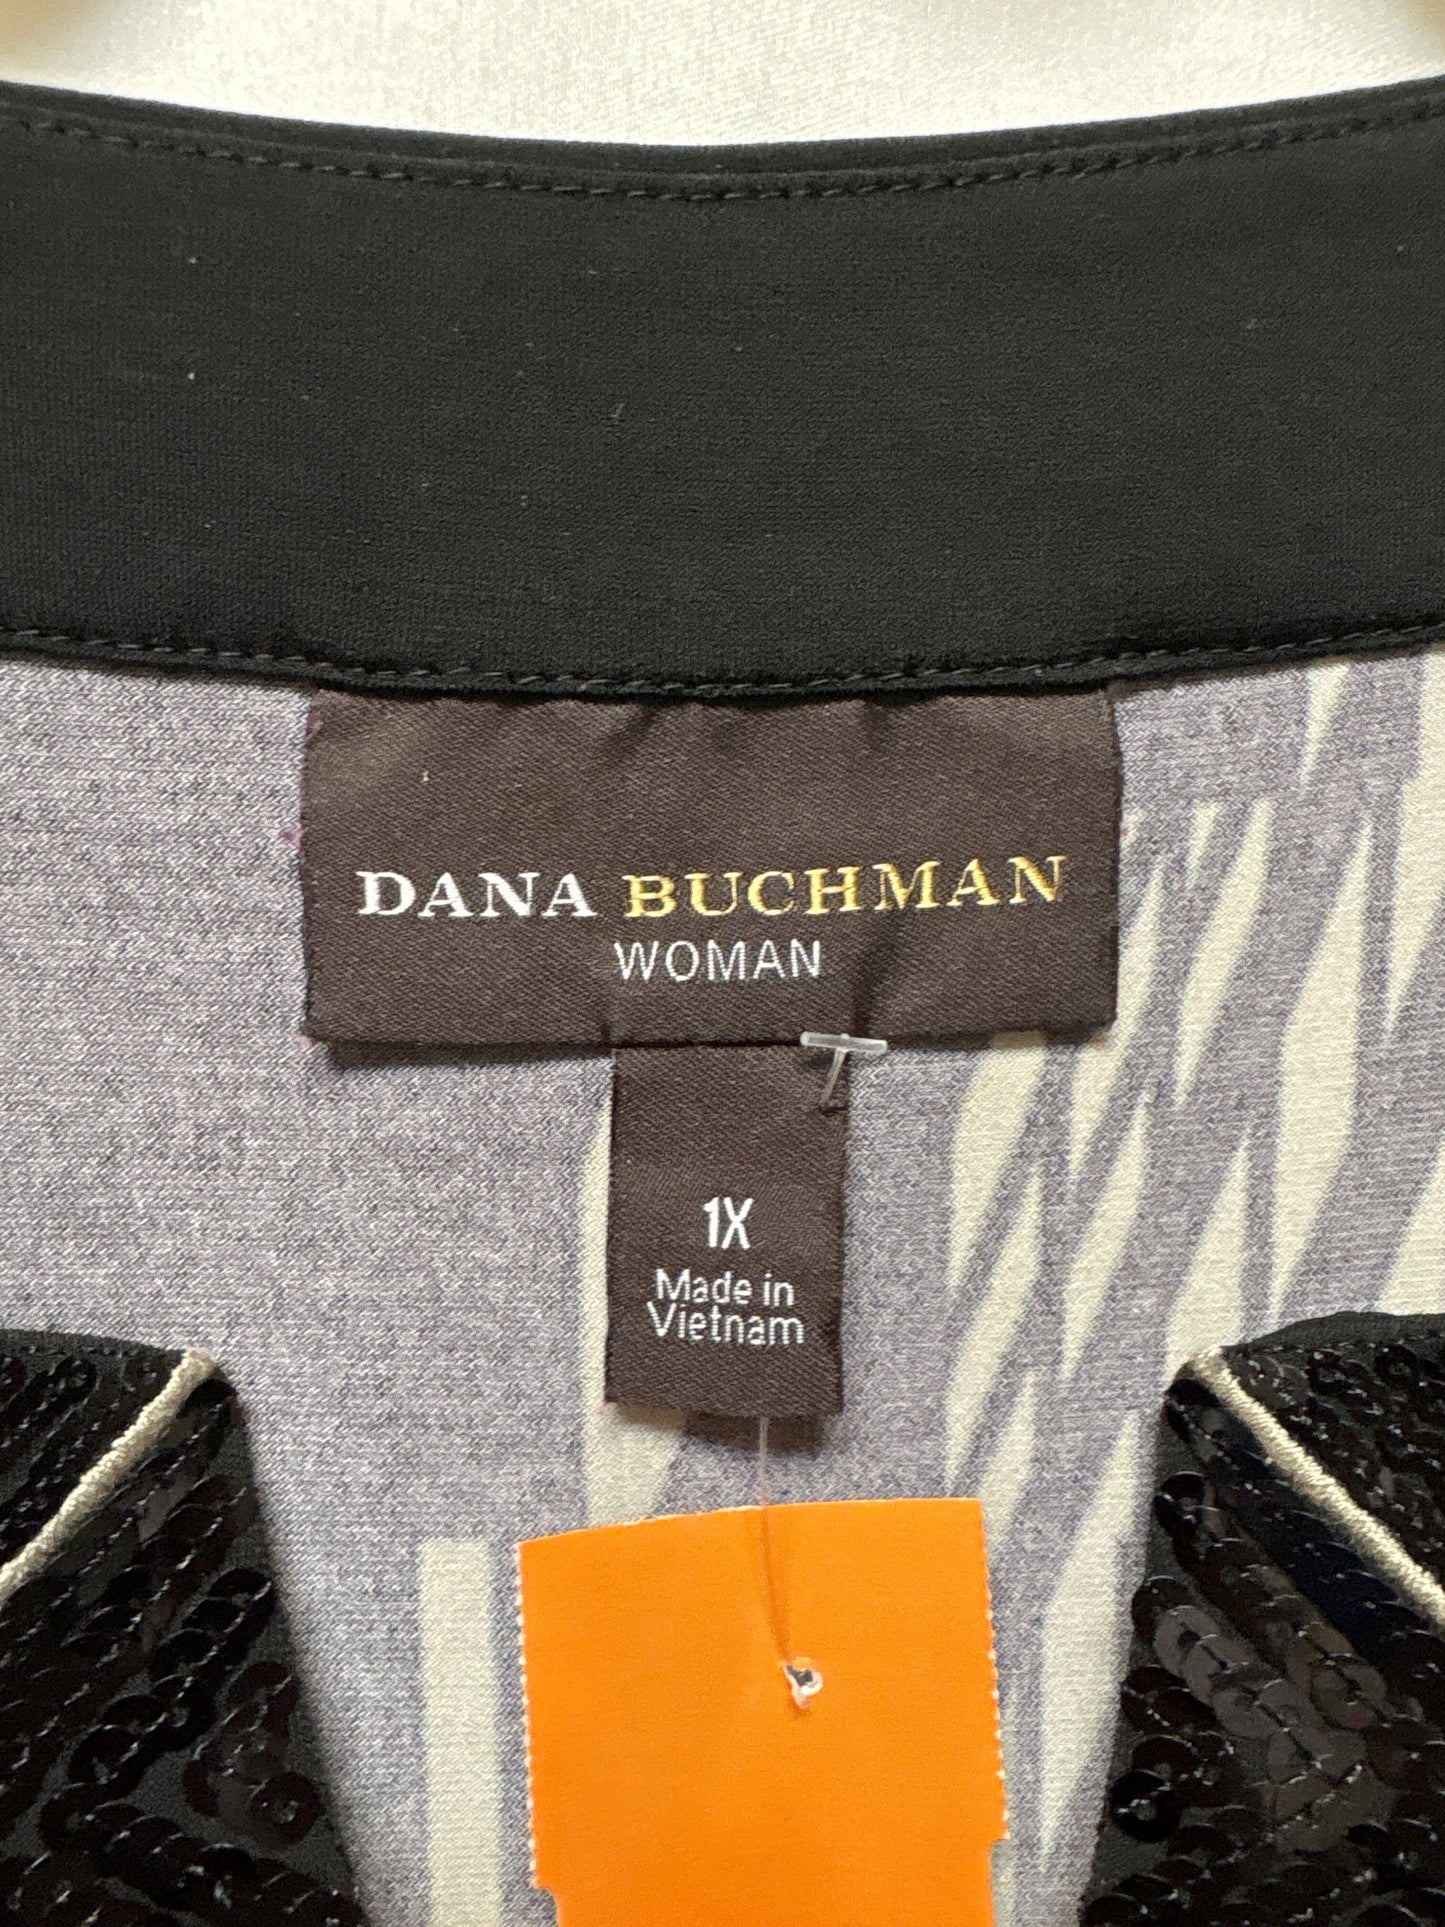 DANA BUCHMAN
WOMAN
1X
Made in
Vietnam